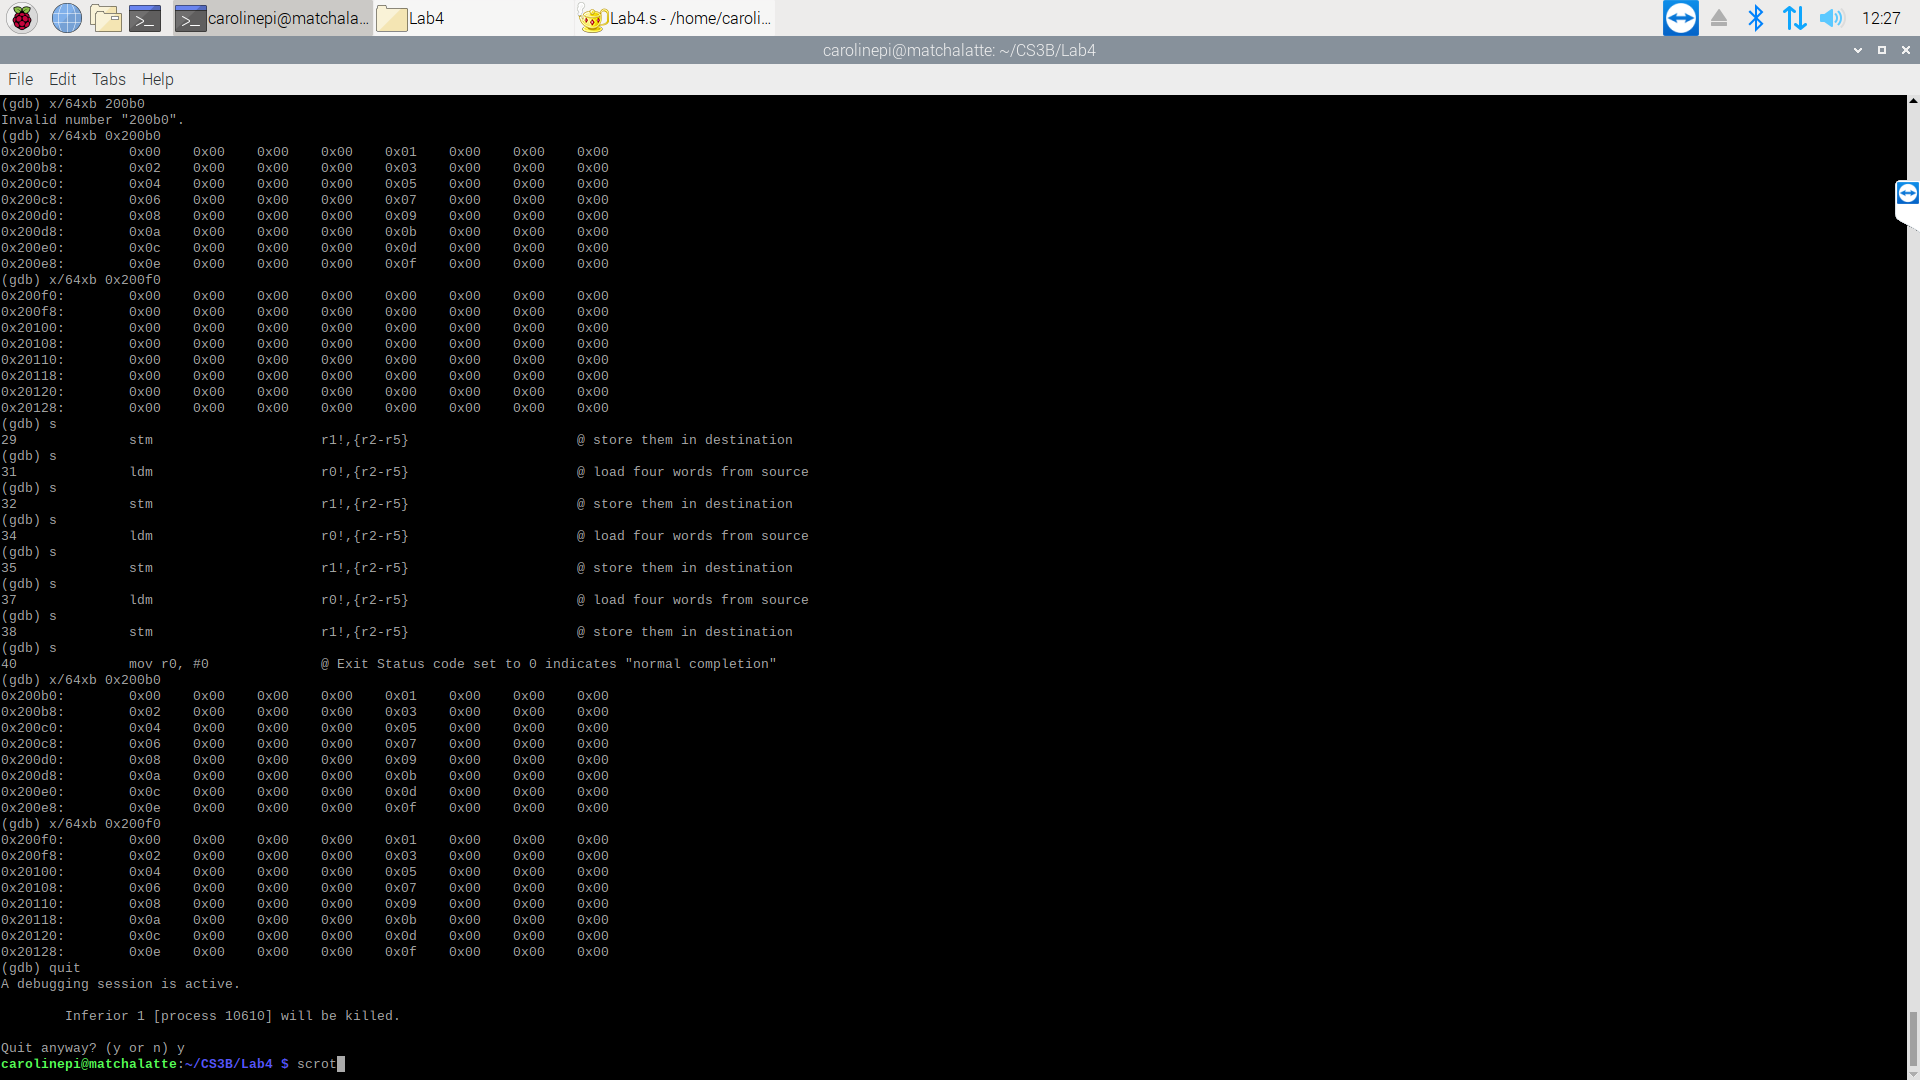 carolinepi@matchala... Lab4 Lab4.s - /home/caroli... 12:27
carolinepi@matchalatte: ~/CS3B/Lab4
File Edit Tabs Help
(gdb) x/64xb 200b0
Invalid number "200b0".
(gdb) x/64xb 0x200b0
0x200b0: 0x00 0x00 0x00 0x00 0x01 0x00 0x00 0x00
0x200b8: 0x02 0x00 0x00 0x00 0x03 0x00 0x00 0x00
0x200c0: 0x04 0x00 0x00 0x00 0x05 0x00 0x00 0x00
0x200c8: 0x06 0x00 0x00 0x00 0x07 0x00 0x00 0x00
0x200d0: 0x08 0x00 0x00 0x00 0x09 0x00 0x00 0x00
0x200d8: 0x0a 0x00 0x00 0x00 0x0b 0x00 0x00 0x00
0x200e0: 0x0c 0x00 0x00 0x00 0x0d 0x00 0x00 0x00
0x200e8: 0x0e 0x00 0x00 0x00 0x0f 0x00 0x00 0x00
(gdb) x/64xb 0x200f0
0x200f0: 0x00 0x00 0x00 0x00 0x00 0x00 0x00 0x00
0x200f8: 0x00 0x00 0x00 0x00 0x00 0x00 0x00 0x00
0x20100: 0x00 0x00 0x00 0x00 0x00 0x00 0x00 0x00
0x20108: 0x00 0x00 0x00 0x00 0x00 0x00 0x00 0x00
0x20110: 0x00 0x00 0x00 0x00 0x00 0x00 0x00 0x00
0x20118: 0x00 0x00 0x00 0x00 0x00 0x00 0x00 0x00
0x20120: 0x00 0x00 0x00 0x00 0x00 0x00 0x00 0x00
0x20128: 0x00 0x00 0x00 0x00 0x00 0x00 0x00 0x00
(gdb) s
29 stm r1!,{r2-r5} @ store them in destination
(gdb) s
31 ldm r0!,{r2-r5} @ load four words from source
(gdb) s
32 stm r1!,{r2-r5} @ store them in destination
(gdb) s
34 ldm r0!,{r2-r5} @ load four words from source
(gdb) s
35 stm r1!,{r2-r5} @ store them in destination
(gdb) s
37 ldm r0!,{r2-r5} @ load four words from source
(gdb) s
38 stm r1!,{r2-r5} @ store them in destination
(gdb) s
40 mov r0, #0 @ Exit Status code set to 0 indicates "normal completion"
(gdb) x/64xb 0x200b0
0x200b0: 0x00 0x00 0x00 0x00 0x01 0x00 0x00 0x00
0x200b8: 0x02 0x00 0x00 0x00 0x03 0x00 0x00 0x00
0x200c0: 0x04 0x00 0x00 0x00 0x05 0x00 0x00 0x00
0x200c8: 0x06 0x00 0x00 0x00 0x07 0x00 0x00 0x00
0x200d0: 0x08 0x00 0x00 0x00 0x09 0x00 0x00 0x00
0x200d8: 0x0a 0x00 0x00 0x00 0x0b 0x00 0x00 0x00
0x200e0: 0x0c 0x00 0x00 0x00 0x0d 0x00 0x00 0x00
0x200e8: 0x0e 0x00 0x00 0x00 0x0f 0x00 0x00 0x00
(gdb) x/64xb 0x200f0
0x200f0: 0x00 0x00 0x00 0x00 0x01 0x00 0x00 0x00
0x200f8: 0x02 0x00 0x00 0x00 0x03 0x00 0x00 0x00
0x20100: 0x04 0x00 0x00 0x00 0x05 0x00 0x00 0x00
0x20108: 0x06 0x00 0x00 0x00 0x07 0x00 0x00 0x00
0x20110: 0x08 0x00 0x00 0x00 0x09 0x00 0x00 0x00
0x20118: 0x0a 0x00 0x00 0x00 0x0b 0x00 0x00 0x00
0x20120: 0x0c 0x00 0x00 0x00 0x0d 0x00 0x00 0x00
0x20128: 0x0e 0x00 0x00 0x00 0x0f 0x00 0x00 0x00
(gdb) quit
A debugging session is active.
Inferior 1 [process 10610] will be killed.
Quit anyway? (y or n) y
carolinepi@matchalatte:~/CS3B/Lab4 $ scrot